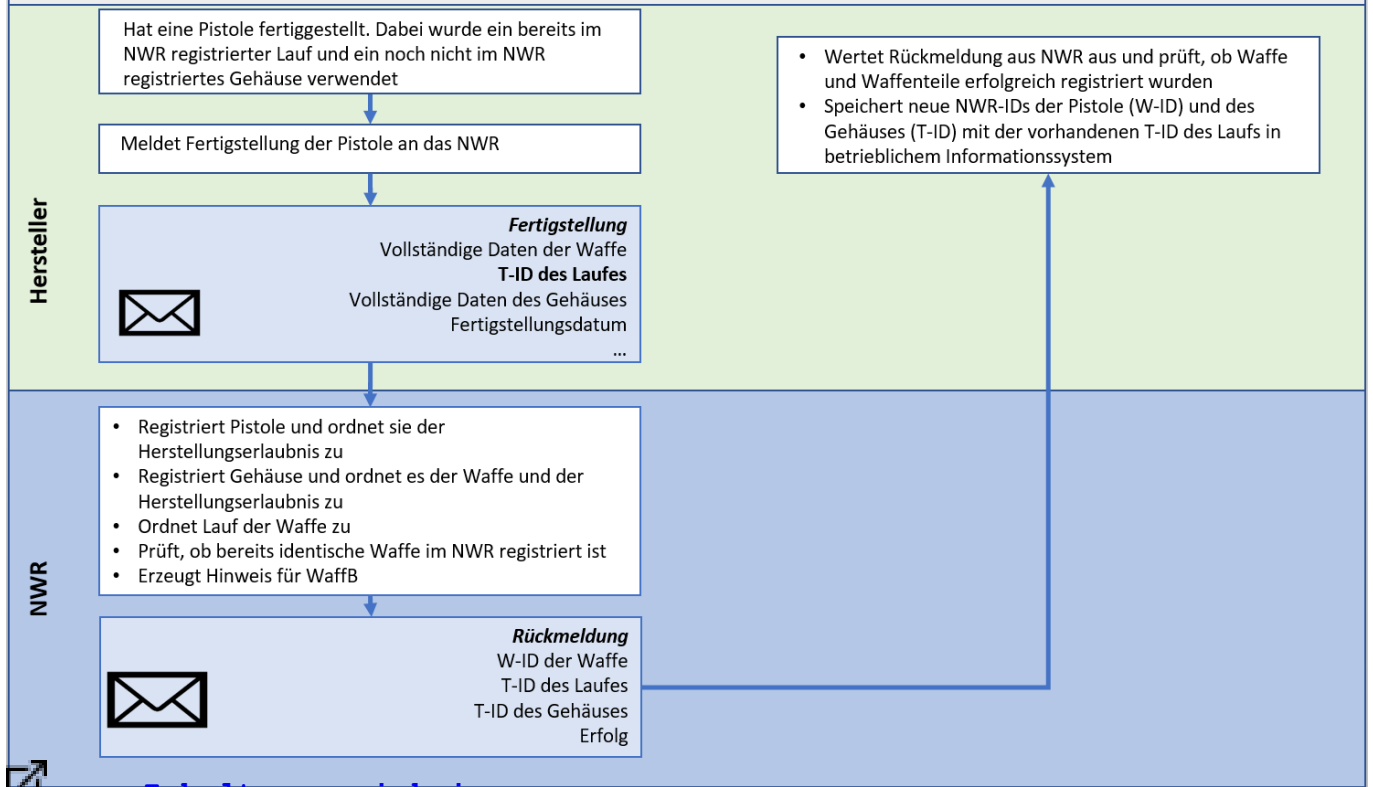 Hat eine Pistole fertiggestellt. Dabei wurde ein bereits im
NWR registrierter Lauf und ein noch nicht im NWR
registriertes Gehäuse verwendet
Meldet Fertigstellung der Pistole an das NWR
Fertigstellung
Vollständige Daten der Waffe
T-ID des Laufes
Vollständige Daten des Gehäuses
Fertigstellungsdatum
...
Hersteller
• Wertet Rückmeldung aus NWR aus und prüft, ob Waffe
und Waffenteile erfolgreich registriert wurden
• Speichert neue NWR-IDs der Pistole (W-ID) und des
Gehäuses (T-ID) mit der vorhandenen T-ID des Laufs in
betrieblichem Informationssystem
• Registriert Pistole und ordnet sie der
Herstellungserlaubnis zu
• Registriert Gehäuse und ordnet es der Waffe und der
Herstellungserlaubnis zu
• Ordnet Lauf der Waffe zu
• Prüft, ob bereits identische Waffe im NWR registriert ist
• Erzeugt Hinweis für WaffB
NWR
Rückmeldung
W-ID der Waffe
T-ID des Laufes
T-ID des Gehäuses
Erfolg